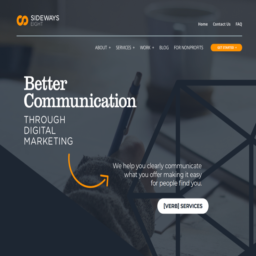 SIDEWAYS
EIGHT
Home Contact Us FAQ
ABOUT SERVICES WORK BLOG FOR NONPROFITS
Better
Communication
THROUGH
DIGITAL
MARKETING
We help you clearly communicate
what you offer making it easy
for people find you.
[VERB] SERVICES